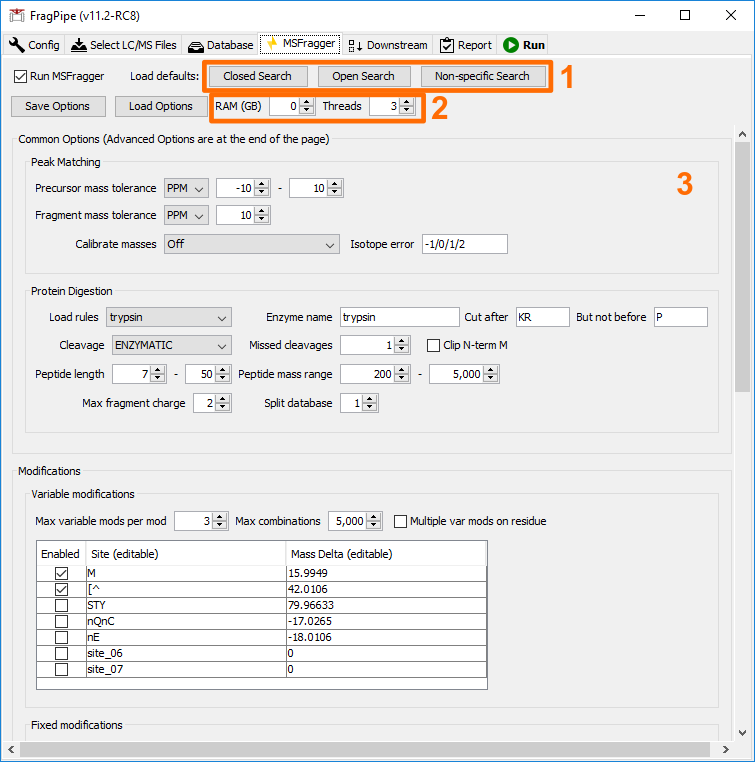 FragPipe (v11.2-RC8)
Config Select LC/MS Files Database MSFragger Downstream Report Run
Run MSFragger Load defaults: Closed Search Open Search Non-specific Search 1
Save Options Load Options RAM (GB) 0 Threads 3 2
Common Options (Advanced Options are at the end of the page)
Peak Matching
3
Precursor mass tolerance PPM -10 - 10
Fragment mass tolerance PPM 10
Calibrate masses Off Isotope error -1/0/1/2
Protein Digestion
Load rules trypsin Enzyme name trypsin Cut after KR But not before P
Cleavage ENZYMATIC Missed cleavages 1 Clip N-term M
Peptide length 7 - 50 Peptide mass range 200 - 5,000
Max fragment charge 2 Split database 1
Modifications
Variable modifications
Max variable mods per mod 3 Max combinations 5,000 Multiple var mods on residue
Enabled Site (editable) Mass Delta (editable)
M 15.9949
[^ 42.0106
STY 79.96633
nQnC -17.0265
nE -18.0106
site_06 0
site_07 0
Fixed modifications